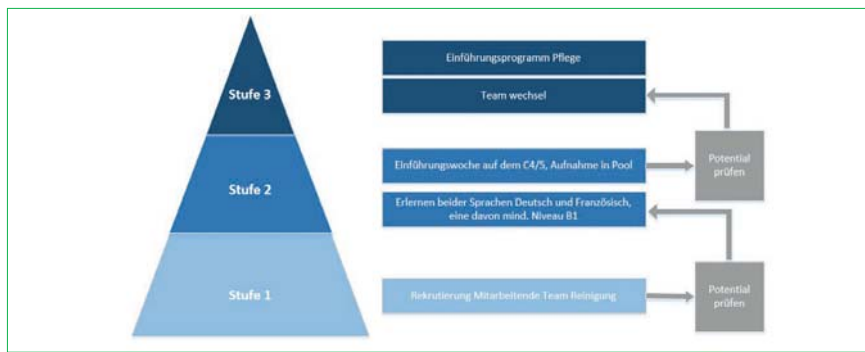 Stufe 3
Einführungsprogramm Pflege
Team wechsel
Stufe 2
Einführungswoche auf dem C4/5, Aufnahme in Pool
Potential
prüfen
Erlernen beider Sprachen Deutsch und Französisch,
eine davon mind. Niveau B1
Stufe 1
Rekrutierung Mitarbeitende Team Reinigung
Potential
prüfen